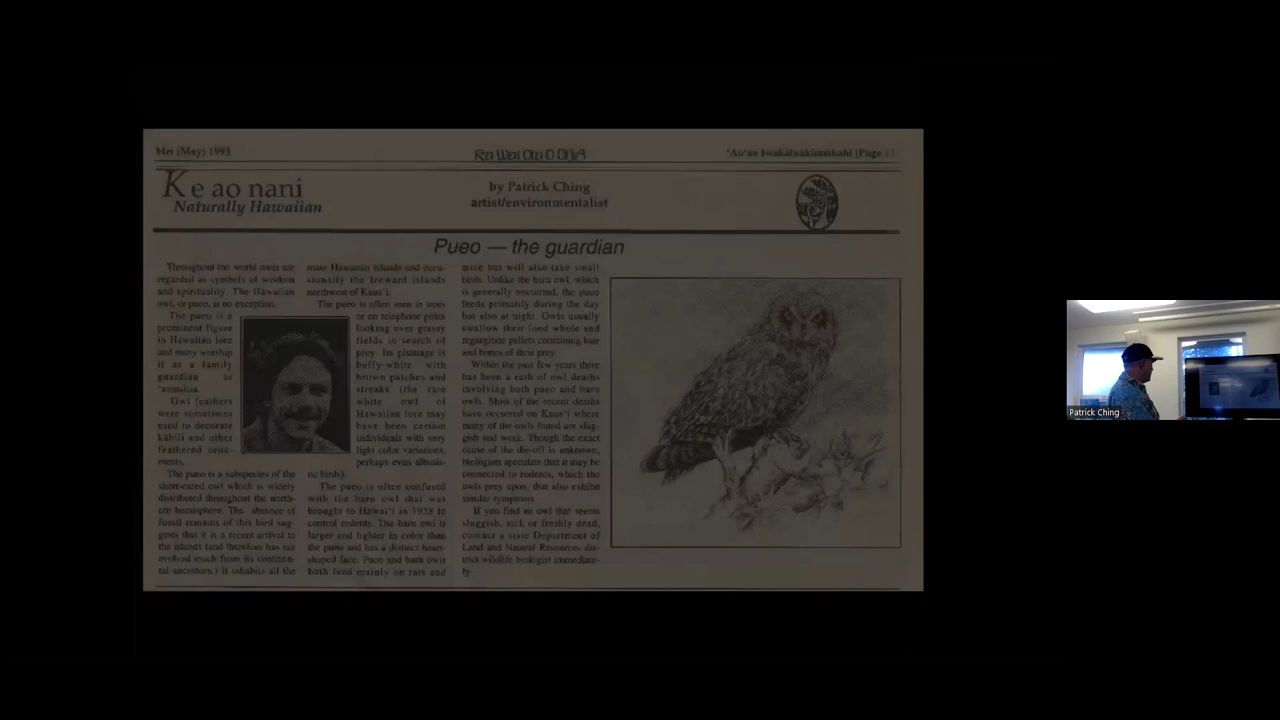 Mei (May) 1993
Ka Wai Ola O OHA
'Ao'ao Iwakāluakūmākahi (Page
Ke ao nani
Naturally Hawaiian
by Patrick Ching
artist/environmentalist
Pueo — the guardian
Throughout the world owls are
regarded as symbols of wisdom
and spirituality. The Hawaiian
owl, or pueo, is no exception.
The pueo is a
prominent figure
in Hawaiian lore
and many worship
it as a family
guardian or
'aumakua.
Owl feathers
were sometimes
used to decorate
kāhili and other
feathered orna-
ments.
The pueo is a subspecies of the
short-eared owl which is widely
distributed throughout the north-
ern hemisphere. The absence of
fossil remains of this bird sug-
gests that it is a recent arrival to
the islands (and therefore has not
evolved much from its continen-
tal ancestors.) It inhabits all the
main Hawaiian islands and occa-
sionally the leeward islands
northwest of Kaua'i.
The pueo is often seen in trees
or on telephone poles
looking over grassy
fields in search of
prey. Its plumage is
buffy-white with
brown patches and
streaks (the rare
white owl of
Hawaiian lore may
have been certain
individuals with very
light color variations,
perhaps even albinis-
tic birds).
The pueo is often confused
with the barn owl that was
brought to Hawai'i in 1958 to
control rodents. The barn owl is
larger and lighter in color than
the pueo and has a distinct heart-
shaped face. Pueo and barn owls
both feed mainly on rats and
mice but will also take small
birds. Unlike the barn owl, which
is generally nocturnal, the pueo
feeds primarily during the day
but also at night. Owls usually
swallow their food whole and
regurgitate pellets containing hair
and bones of their prey.
Within the past few years there
has been a rash of owl deaths
involving both pueo and barn
owls. Most of the recent deaths
have occurred on Kaua'i where
many of the owls found are slug-
gish and weak. Though the exact
cause of the die-off is unknown,
biologists speculate that it may be
connected to rodents, which the
owls prey upon, that also exhibit
similar symptoms.
If you find an owl that seems
sluggish, sick or freshly dead,
contact a state Department of
Land and Natural Resources, dis-
trict wildlife biologist immediate-
ly.
Patrick Ching